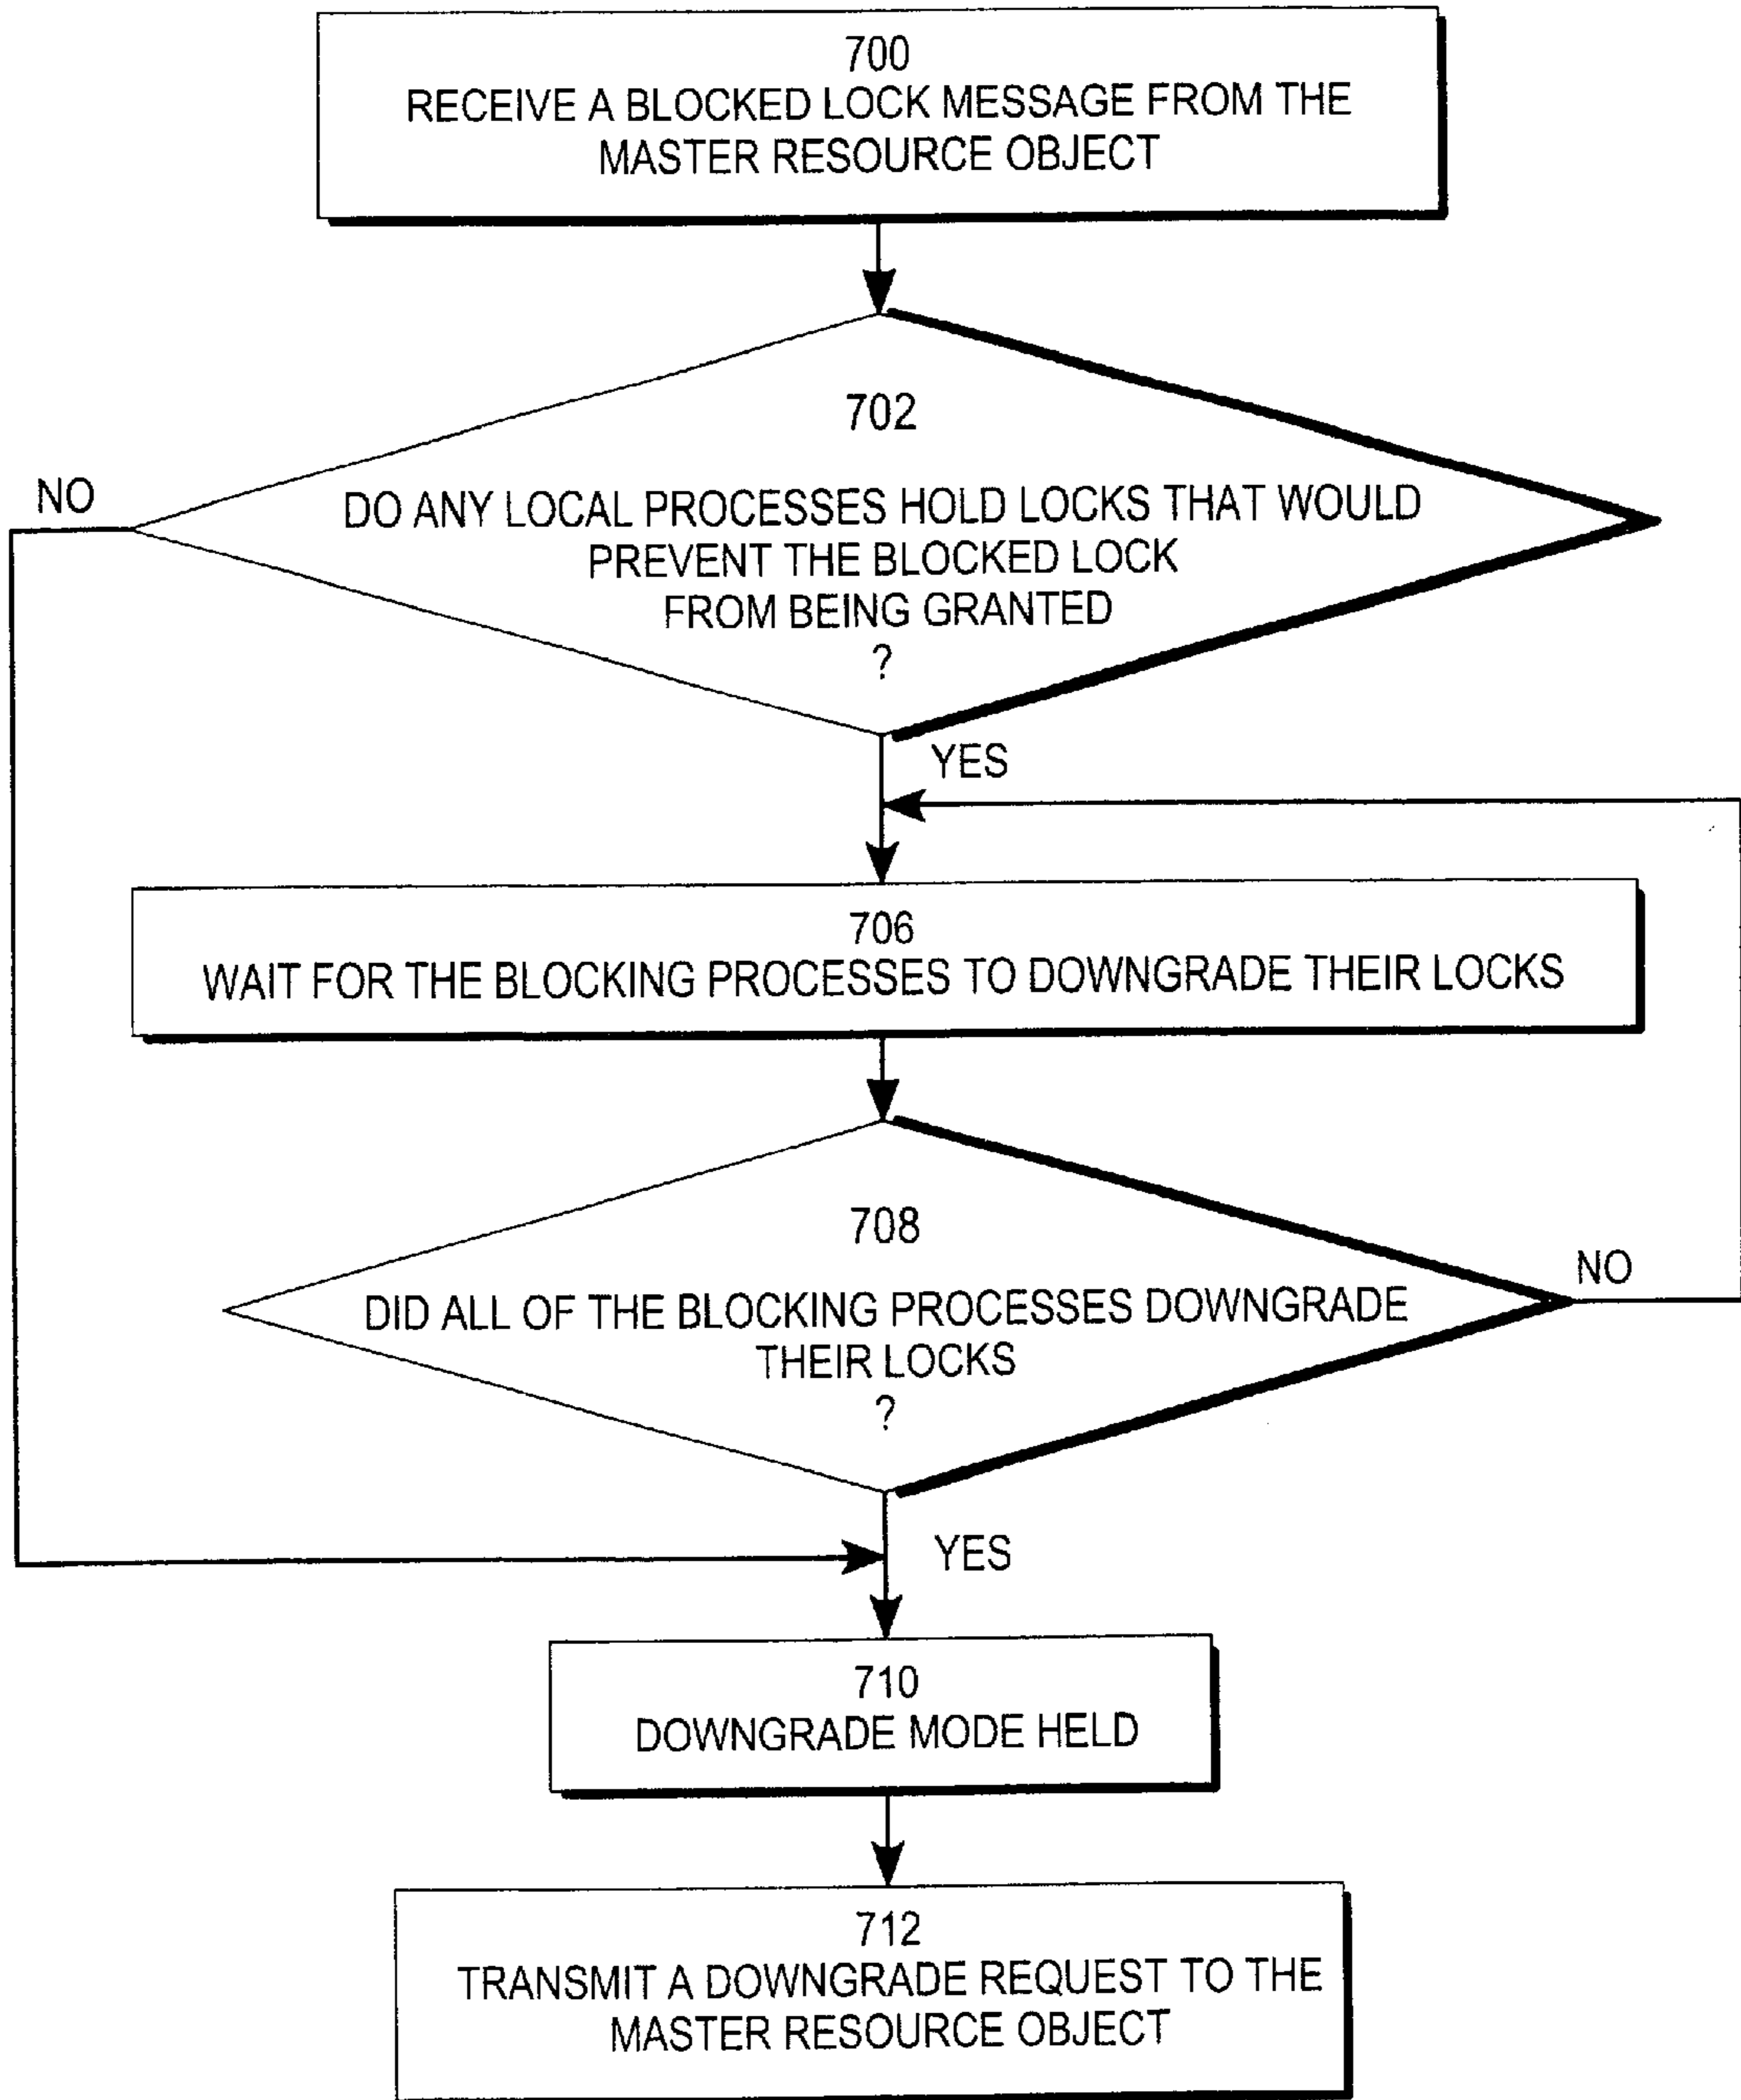 700
RECEIVE A BLOCKED LOCK MESSAGE FROM THE
MASTER RESOURCE OBJECT
702
NO
DO ANY LOCAL PROCESSES HOLD LOCKS THAT WOULD
PREVENT THE BLOCKED LOCK
FROM BEING GRANTED
?
YES
706
WAIT FOR THE BLOCKING PROCESSES TO DOWNGRADE THEIR LOCKS
708
NO
DID ALL OF THE BLOCKING PROCESSES DOWNGRADE
THEIR LOCKS
?
YES
710
DOWNGRADE MODE HELD
712
TRANSMIT A DOWNGRADE REQUEST TO THE
MASTER RESOURCE OBJECT